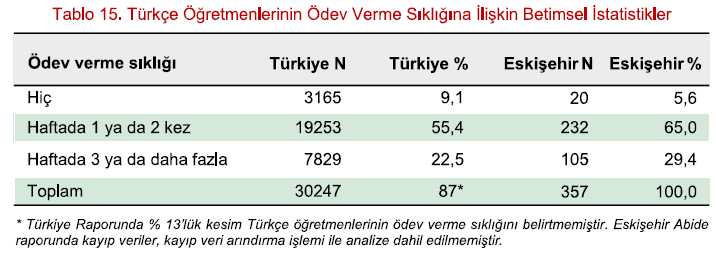 Tablo 15. Türkçe Öğretmenlerinin Ödev Verme Sıklığına İlişkin Betimsel İstatistikler
Ödev verme sıklığı Türkiye N Türkiye % Eskişehir N Eskişehir %
Hiç 3165 9,1 20 5,6
Haftada 1 ya da 2 kez 19253 55,4 232 65,0
Haftada 3 ya da daha fazla 7829 22,5 105 29,4
Toplam 30247 87* 357 100,0
* Türkiye Raporunda % 13'lük kesim Türkçe öğretmenlerinin ödev verme sıklığını belirtmemiştir. Eskişehir Abide
raporunda kayıp veriler, kayıp veri arındırma işlemi ile analize dahil edilmemiştir.